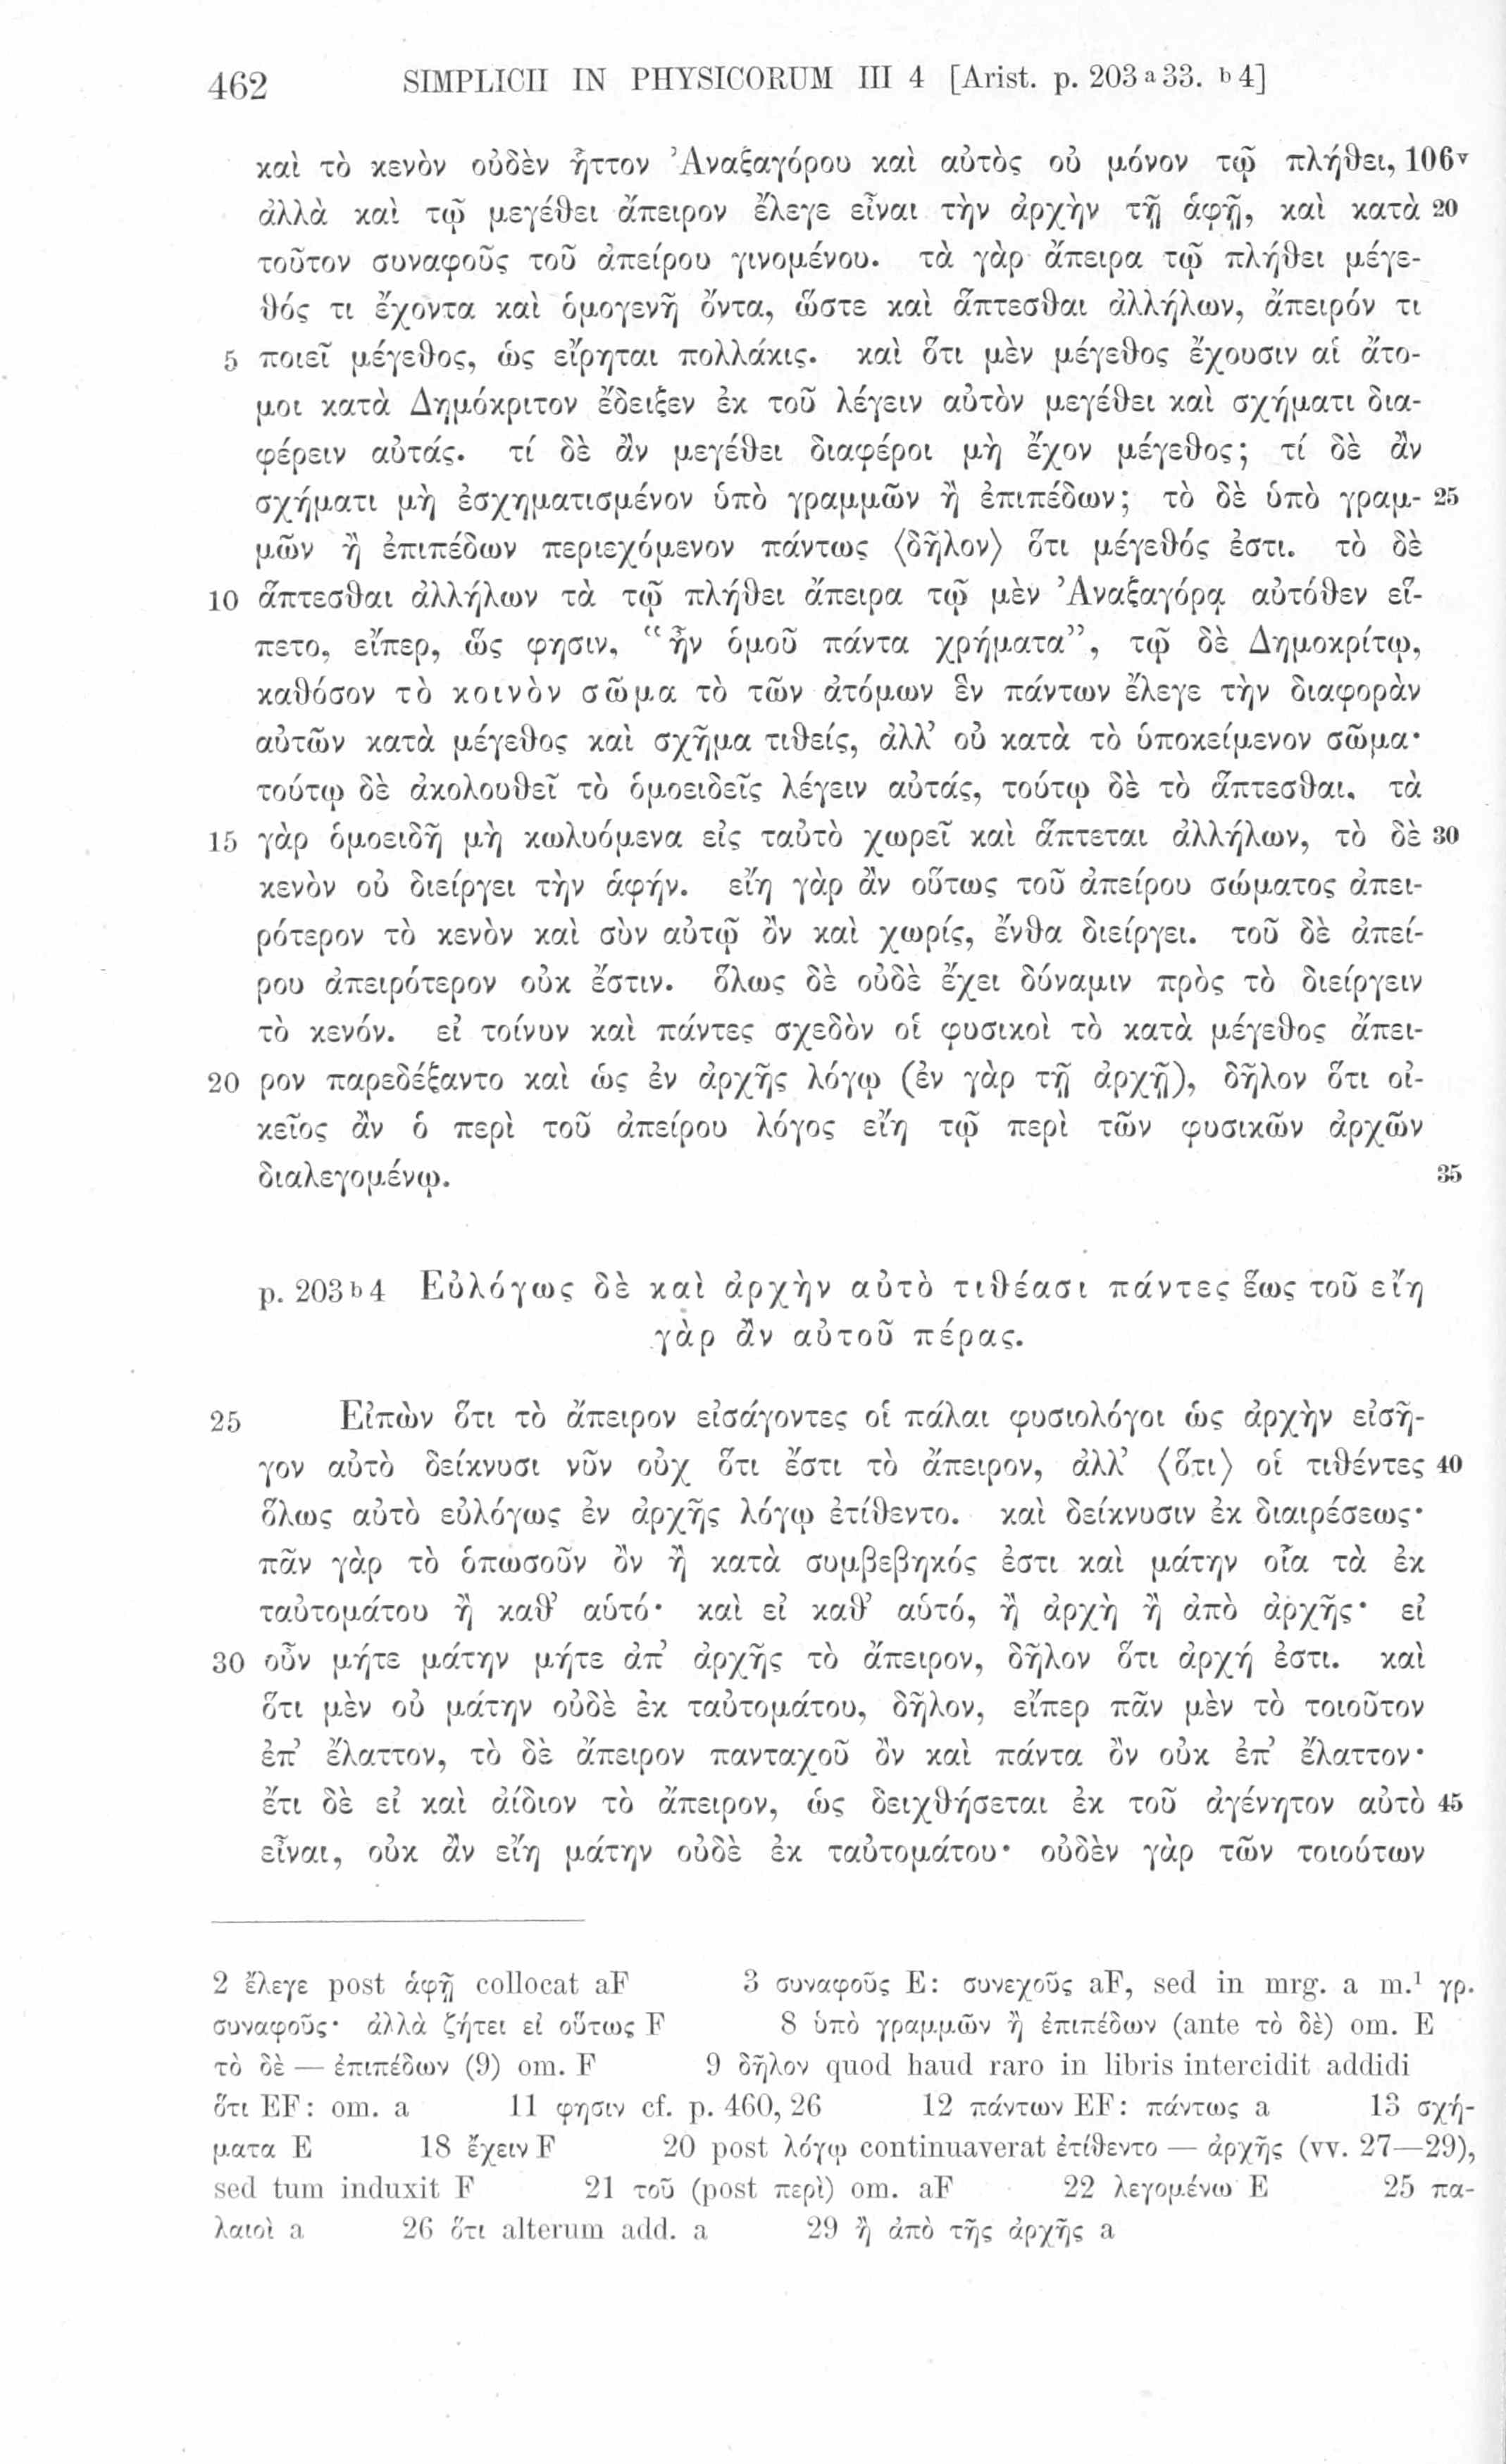 462 SIMPLICII IN PHYSICORUM III 4 [Arist. p. 203 a 33. b 4]
καὶ τὸ κενὸν οὐδὲν ἧττον Ἀναξαγόρου καὶ αὐτὸς οὐ μόνον τῷ πλήθει, 106v
ἀλλὰ καὶ τῷ μεγέθει ἄπειρον ἔλεγε εἶναι τὴν ἀρχὴν τῇ ἁφῇ, καὶ κατὰ 20
τοῦτον συναφοῦς τοῦ ἀπείρου γινομένου. τὰ γὰρ ἄπειρα τῷ πλήθει μέγε-
θός τι ἔχοντα καὶ ὁμογενῆ ὄντα, ὥστε καὶ ἅπτεσθαι ἀλλήλων, ἄπειρόν τι
5 ποιεῖ μέγεθος, ὡς εἴρηται πολλάκις. καὶ ὅτι μὲν μέγεθος ἔχουσιν αἱ ἄτο-
μοι κατὰ Δημόκριτον ἔδειξεν ἐκ τοῦ λέγειν αὐτὸν μεγέθει καὶ σχήματι δια-
φέρειν αὐτάς. τί δὲ ἂν μεγέθει διαφέροι μὴ ἔχον μέγεθος; τί δὲ ἂν
σχήματι μὴ ἐσχηματισμένον ὑπὸ γραμμῶν ἢ ἐπιπέδων; τὸ δὲ ὑπὸ γραμ- 25
μῶν ἢ ἐπιπέδων περιεχόμενον πάντως ⟨δῆλον⟩ ὅτι μέγεθός ἐστι. τὸ δὲ
10 ἅπτεσθαι ἀλλήλων τὰ τῷ πλήθει ἄπειρα τῷ μὲν Ἀναξαγόρᾳ αὐτόθεν εἵ-
πετο, εἴπερ, ὥς φησιν, “ἦν ὁμοῦ πάντα χρήματα”, τῷ δὲ Δημοκρίτῳ,
καθόσον τὸ κοινὸν σῶμα τὸ τῶν ἀτόμων ἓν πάντων ἔλεγε τὴν διαφορὰν
αὐτῶν κατὰ μέγεθος καὶ σχῆμα τιθείς, ἀλλ’ οὐ κατὰ τὸ ὑποκείμενον σῶμα·
τούτῳ δὲ ἀκολουθεῖ τὸ ὁμοειδεῖς λέγειν αὐτάς, τούτῳ δὲ τὸ ἅπτεσθαι. τὰ
15 γὰρ ὁμοειδῆ μὴ κωλυόμενα εἰς ταὐτὸ χωρεῖ καὶ ἅπτεται ἀλλήλων, τὸ δὲ 30
κενὸν οὐ διείργει τὴν ἁφήν. εἴη γὰρ ἂν οὕτως τοῦ ἀπείρου σώματος ἀπει-
ρότερον τὸ κενὸν καὶ σὺν αὐτῷ ὂν καὶ χωρίς, ἔνθα διείργει. τοῦ δὲ ἀπεί-
ρου ἀπειρότερον οὐκ ἔστιν. ὅλως δὲ οὐδὲ ἔχει δύναμιν πρὸς τὸ διείργειν
τὸ κενόν. εἰ τοίνυν καὶ πάντες σχεδὸν οἱ φυσικοὶ τὸ κατὰ μέγεθος ἄπει-
20 ρον παρεδέξαντο καὶ ὡς ἐν ἀρχῆς λόγῳ (ἐν γὰρ τῇ ἀρχῇ), δῆλον ὅτι οἰ-
κεῖος ἂν ὁ περὶ τοῦ ἀπείρου λόγος εἴη τῷ περὶ τῶν φυσικῶν ἀρχῶν
διαλεγομένῳ. 35
p. 203 b 4 Εὐλόγως δὲ καὶ ἀρχὴν αὐτὸ τιθέασι πάντες ἕως τοῦ εἴη
γὰρ ἂν αὐτοῦ πέρας.
25 Εἰπὼν ὅτι τὸ ἄπειρον εἰσάγοντες οἱ πάλαι φυσιολόγοι ὡς ἀρχὴν εἰσῆ-
γον αὐτὸ δείκνυσι νῦν οὐχ ὅτι ἔστι τὸ ἄπειρον, ἀλλ’ ⟨ὅτι⟩ οἱ τιθέντες 40
ὅλως αὐτὸ εὐλόγως ἐν ἀρχῆς λόγῳ ἐτίθεντο. καὶ δείκνυσιν ἐκ διαιρέσεως·
πᾶν γὰρ τὸ ὁπωσοῦν ὂν ἢ κατὰ συμβεβηκός ἐστι καὶ μάτην οἷα τὰ ἐκ
ταὐτομάτου ἢ καθ’ αὑτό· καὶ εἰ καθ’ αὑτό, ἢ ἀρχὴ ἢ ἀπὸ ἀρχῆς· εἰ
30 οὖν μήτε μάτην μήτε ἀπ’ ἀρχῆς τὸ ἄπειρον, δῆλον ὅτι ἀρχή ἐστι. καὶ
ὅτι μὲν οὐ μάτην οὐδὲ ἐκ ταὐτομάτου, δῆλον, εἴπερ πᾶν μὲν τὸ τοιοῦτον
ἐπ’ ἔλαττον, τὸ δὲ ἄπειρον πανταχοῦ ὂν καὶ πάντα ὂν οὐκ ἐπ’ ἔλαττον·
ἔτι δὲ εἰ καὶ ἀίδιον τὸ ἄπειρον, ὡς δειχθήσεται ἐκ τοῦ ἀγένητον αὐτὸ 45
εἶναι, οὐκ ἂν εἴη μάτην οὐδὲ ἐκ ταὐτομάτου· οὐδὲν γὰρ τῶν τοιούτων
2 ἔλεγε post ἁφῇ collocat aF 3 συναφοῦς E: συνεχοῦς aF, sed in mrg. a m.¹ γρ.
συναφοῦς· ἀλλὰ ζήτει εἰ οὕτως F 8 ὑπὸ γραμμῶν ἢ ἐπιπέδων (ante τὸ δὲ) om. E
τὸ δὲ — ἐπιπέδων (9) om. F 9 δῆλον quod haud raro in libris intercidit addidi
ὅτι EF: om. a 11 φησιν cf. p. 460, 26 12 πάντων EF: πάντως a 13 σχή-
ματα E 18 ἔχειν F 20 post λόγῳ continuaverat ἐτίθεντο — ἀρχῆς (vv. 27—29),
sed tum induxit F 21 τοῦ (post περὶ) om. aF 22 λεγομένω E 25 πα-
λαιοὶ a 26 ὅτι alterum add. a 29 ἢ ἀπὸ τῆς ἀρχῆς a